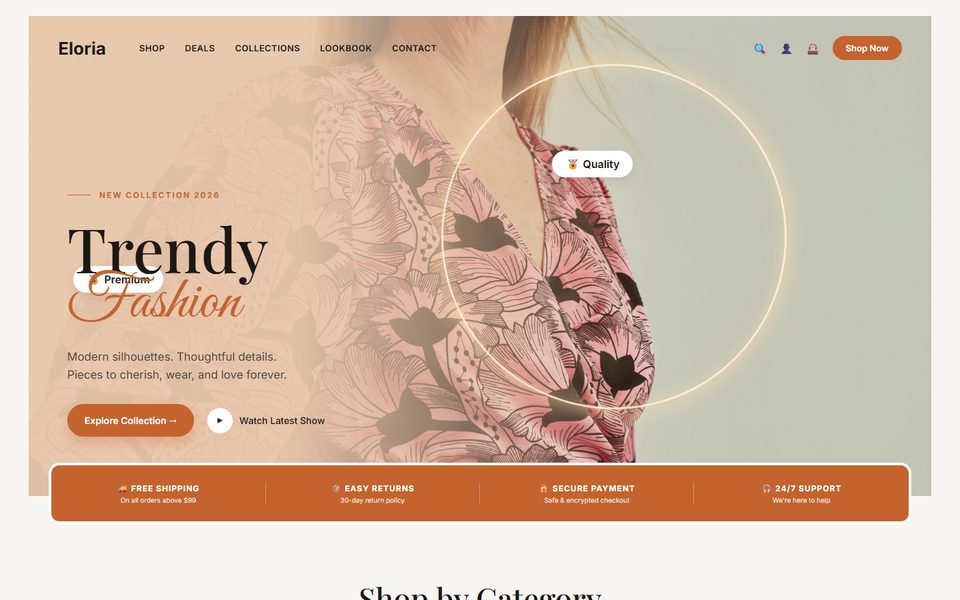 Eloria
SHOP
DEALS
COLLECTIONS
LOOKBOOK
CONTACT
Shop Now
Quality
NEW COLLECTION 2026
Trendy
Premium
Fashion
Modern silhouettes. Thoughtful details.
Pieces to cherish, wear, and love forever.
Explore Collection →
Watch Latest Show
FREE SHIPPING
On all orders above $99
EASY RETURNS
30-day return policy
SECURE PAYMENT
Safe & encrypted checkout
24/7 SUPPORT
We're here to help
Shop by Category